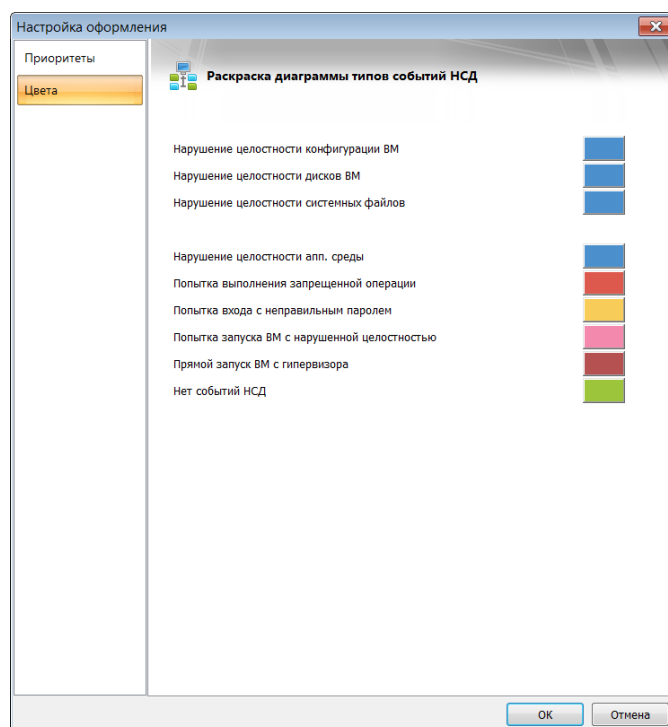 Настройка оформления
Приоритеты
Цвета
Раскраска диаграммы типов событий НСД
Нарушение целостности конфигурации ВМ
Нарушение целостности дисков ВМ
Нарушение целостности системных файлов
Нарушение целостности апп. среды
Попытка выполнения запрещенной операции
Попытка входа с неправильным паролем
Попытка запуска ВМ с нарушенной целостностью
Прямой запуск ВМ с гипервизора
Нет событий НСД
ОК
Отмена